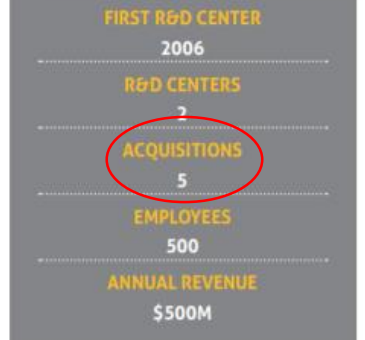 FIRST R&D CENTER
2006
R&D CENTERS
2
ACQUISITIONS
5
EMPLOYEES
500
ANNUAL REVENUE
$500M